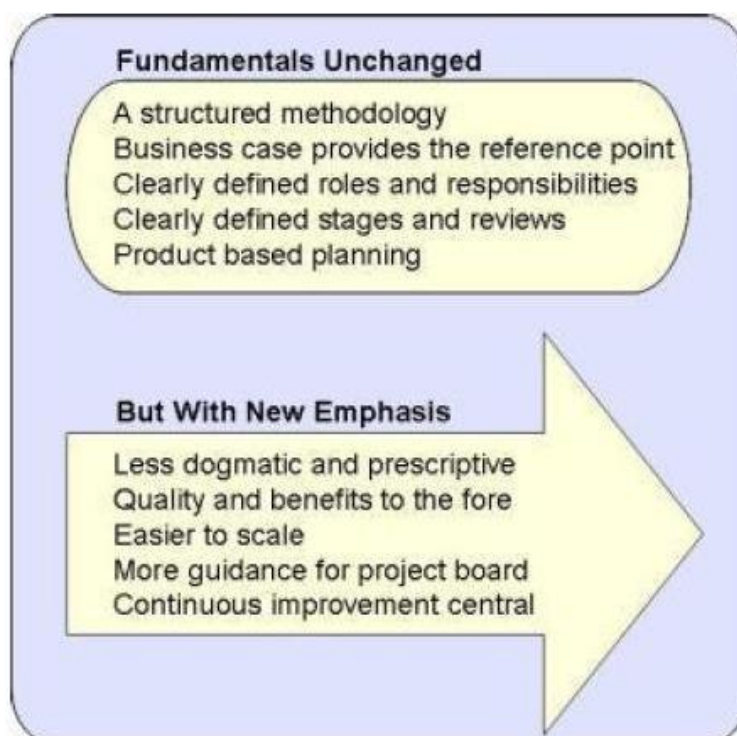 Fundamentals Unchanged
A structured methodology
Business case provides the reference point
Clearly defined roles and responsibilities
Clearly defined stages and reviews
Product based planning
But With New Emphasis
Less dogmatic and prescriptive
Quality and benefits to the fore
Easier to scale
More guidance for project board
Continuous improvement central